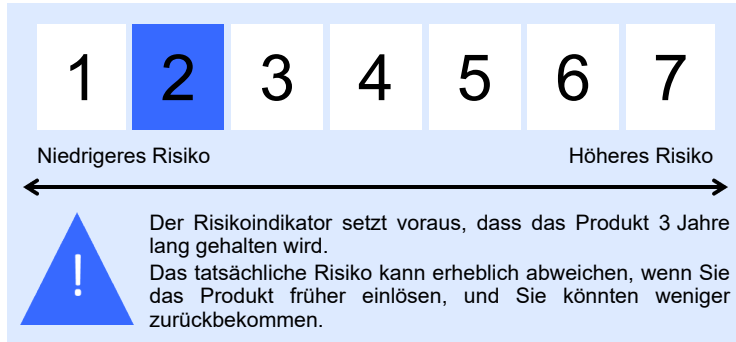 1 2 3 4 5 6 7
Niedrigeres Risiko Höheres Risiko
Der Risikoindikator setzt voraus, dass das Produkt 3 Jahre
lang gehalten wird.
Das tatsächliche Risiko kann erheblich abweichen, wenn Sie
das Produkt früher einlösen, und Sie könnten weniger
zurückbekommen.
!